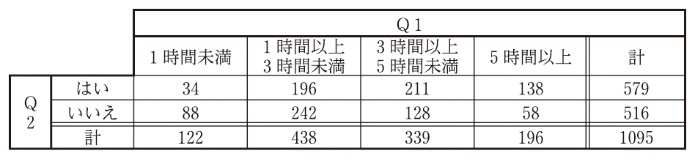 Q1
1時間未満 1時間以上 3時間未満 3時間以上 5時間未満 5時間以上 計
Q2 はい 34 196 211 138 579
いいえ 88 242 128 58 516
計 122 438 339 196 1095